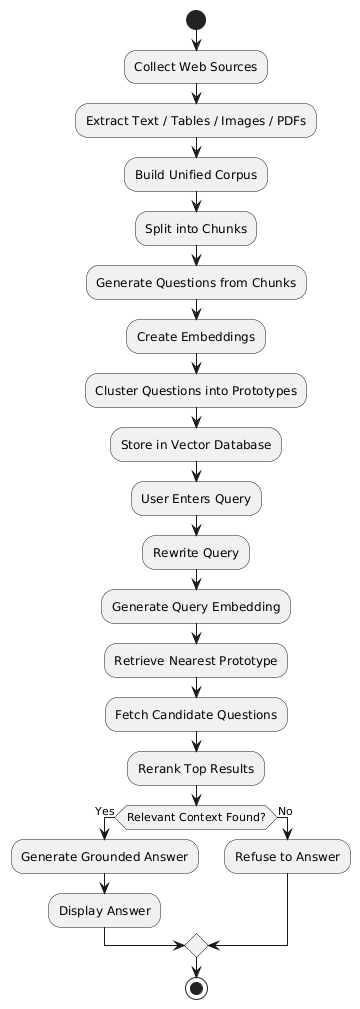 Collect Web Sources
Extract Text / Tables / Images / PDFs
Build Unified Corpus
Split into Chunks
Generate Questions from Chunks
Create Embeddings
Cluster Questions into Prototypes
Store in Vector Database
User Enters Query
Rewrite Query
Generate Query Embedding
Retrieve Nearest Prototype
Fetch Candidate Questions
Rerank Top Results
Yes
Relevant Context Found?
No
Generate Grounded Answer
Refuse to Answer
Display Answer